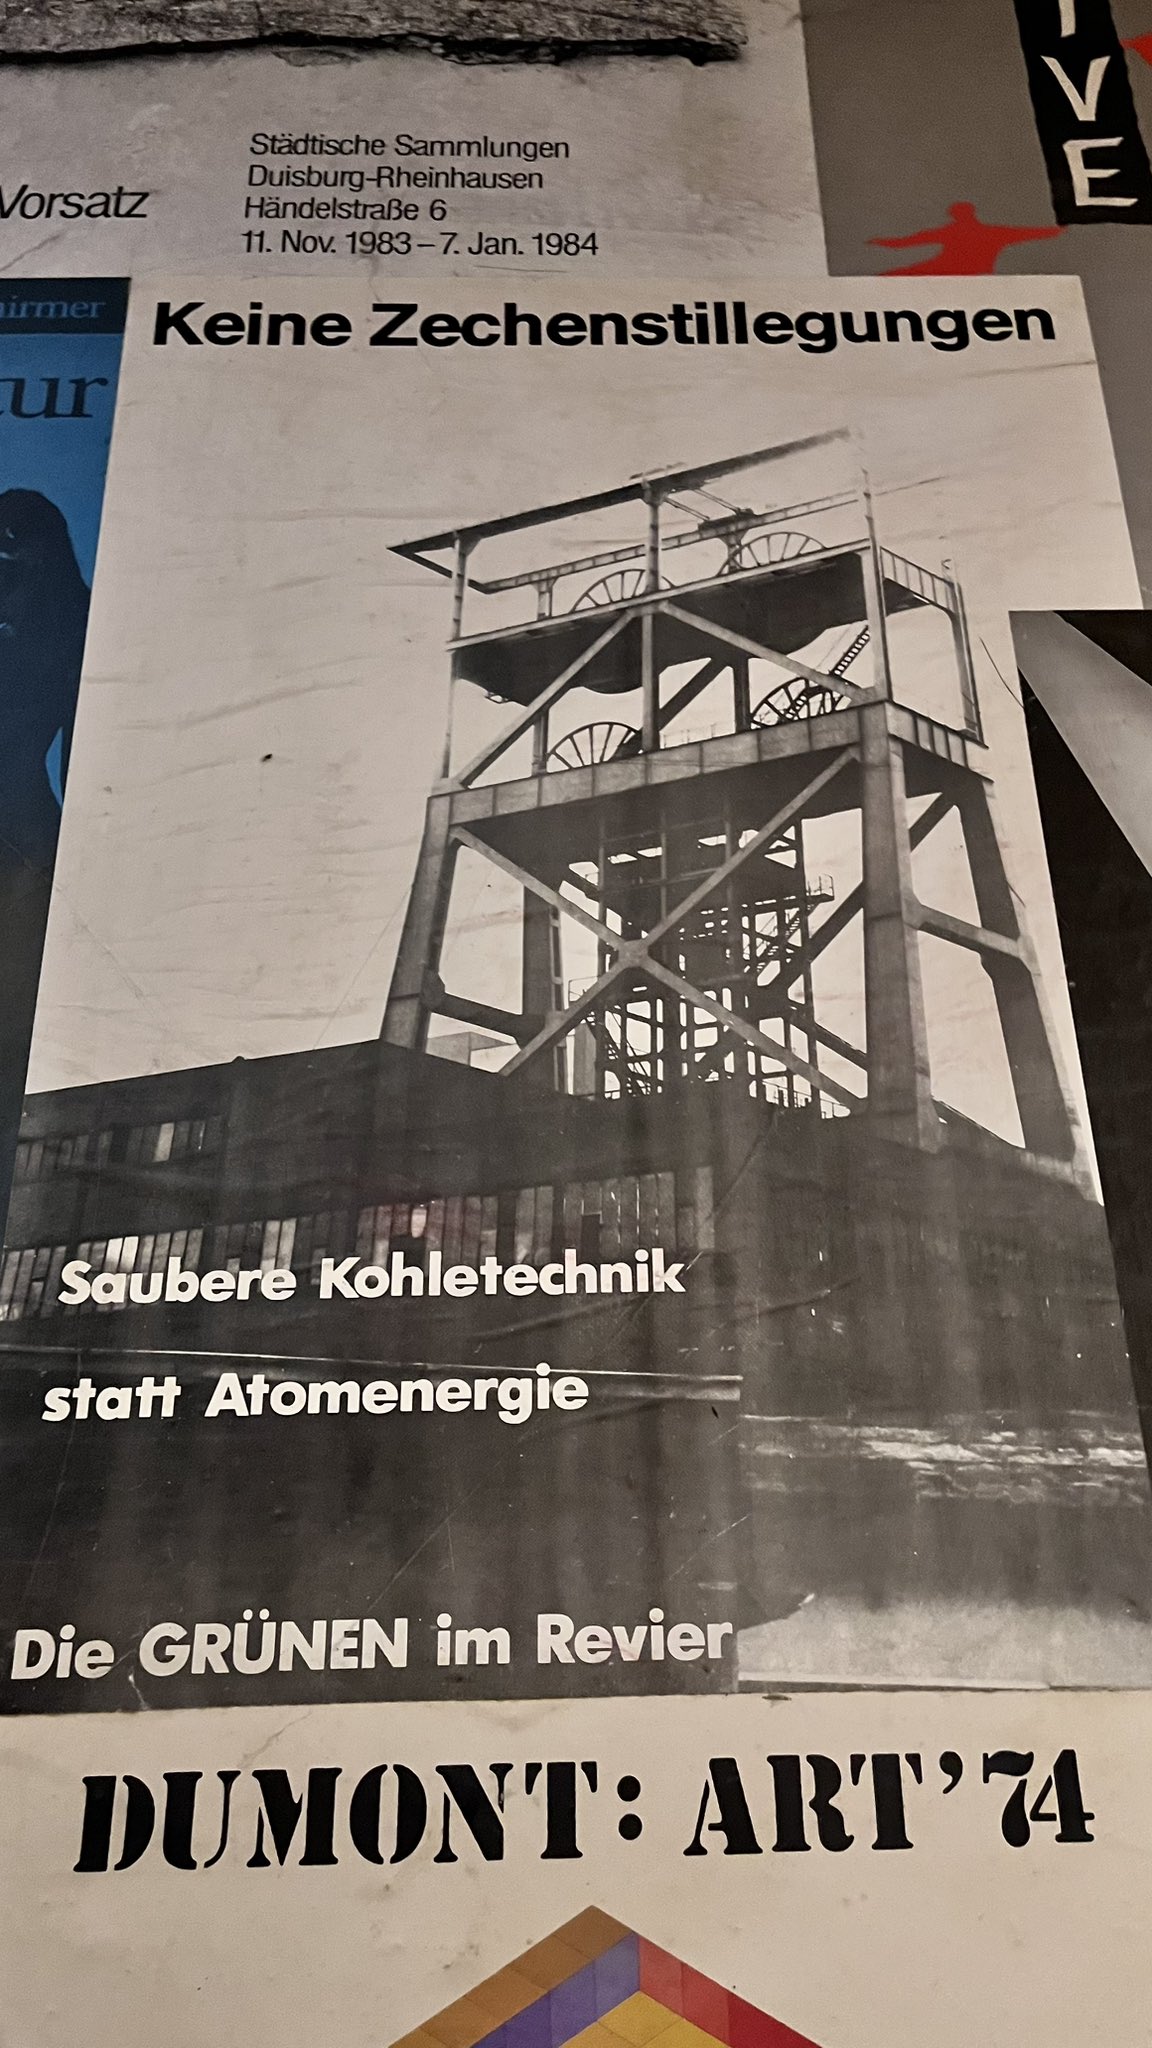 IVE
Vorsatz
Städtische Sammlungen
Duisburg-Rheinhausen
Händelstraße 6
11. Nov. 1983 – 7. Jan. 1984
Keine Zechenstillegungen
Saubere Kohletechnik
statt Atomenergie
Die GRÜNEN im Revier
DUMONT: ART '74